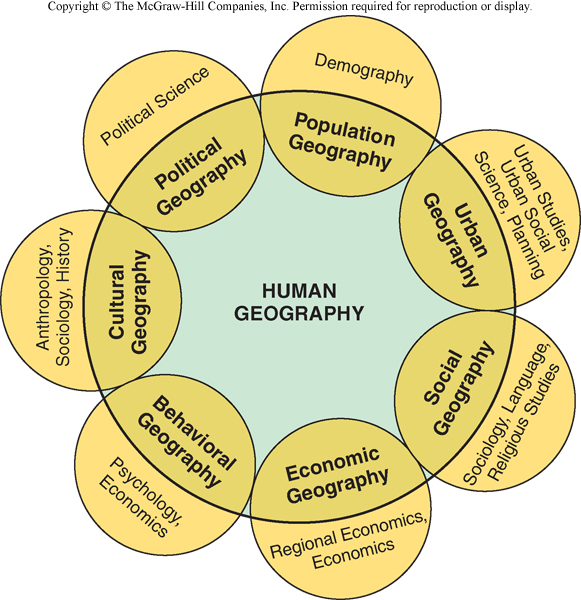 Copyright © The McGraw-Hill Companies, Inc. Permission required for reproduction or display.
Demography
Population
Geography
Political Science
Political
Geography
Urban Studies,
Urban Social
Science, Planning
Urban
Geography
Anthropology,
Sociology, History
Cultural
Geography
HUMAN
GEOGRAPHY
Social
Geography
Sociology, Language,
Religious Studies
Behavioral
Geography
Psychology,
Economics
Economic
Geography
Regional Economics,
Economics